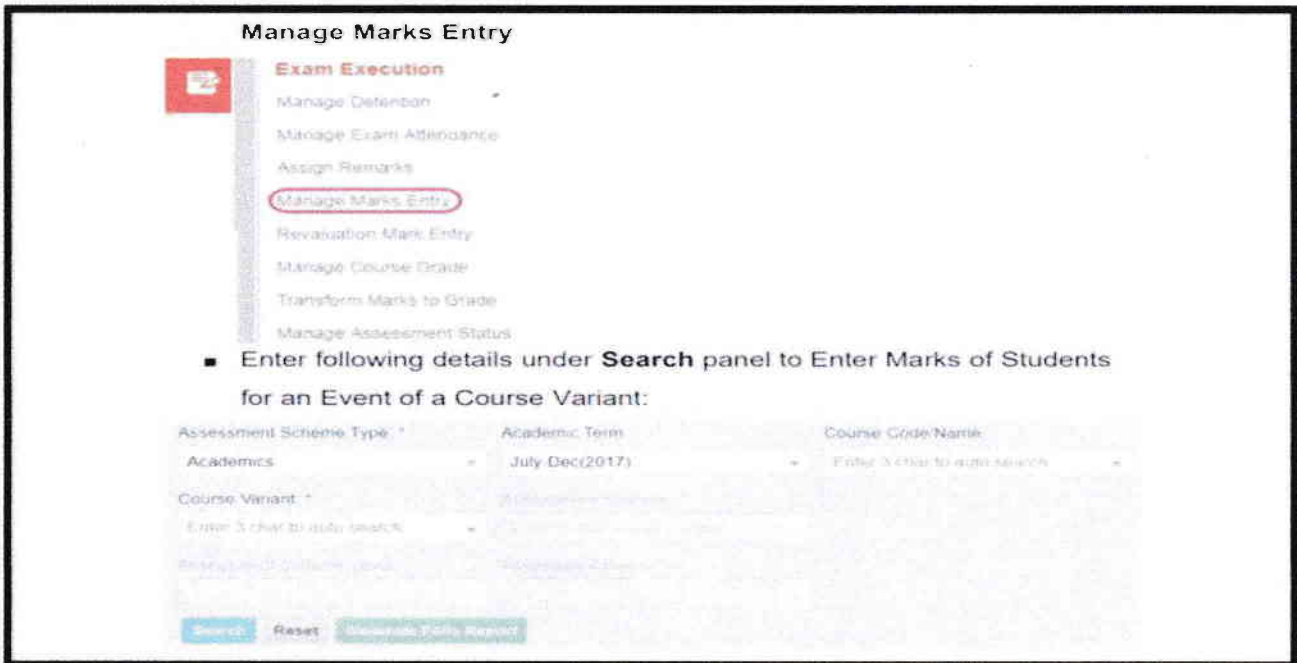 Manage Marks Entry
Exam Execution
Manage Detention
Manage Exam Attendance
Assign Remarks
Manage Marks Entry
Revaluation Mark Entry
Manage Course Grade
Transform Marks to Grade
Manage Assessment Status
▪ Enter following details under Search panel to Enter Marks of Students
for an Event of a Course Variant:
Assessment Scheme Type: * Academic Term Course Code/Name
Academics July-Dec(2017) Enter 3 char to auto search
Course Variant: *
Enter 3 char to auto search
Search Reset Generate Report